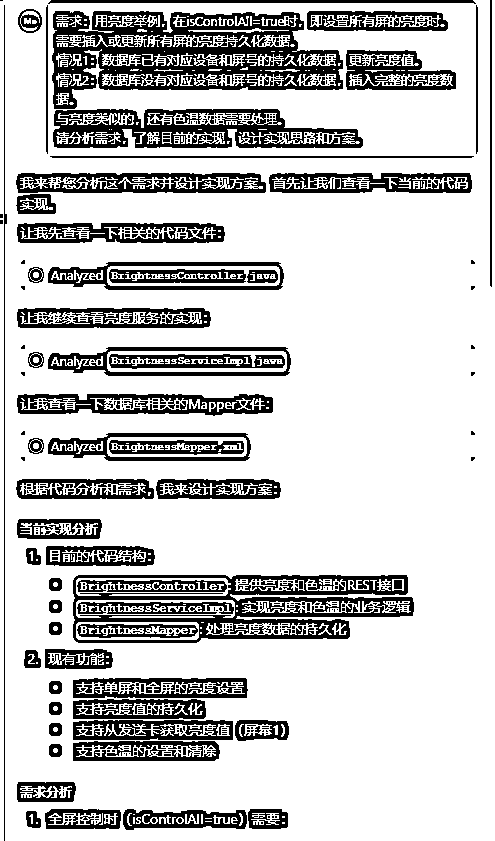 Me
需求：用亮度举例，在isControlAll=true时，即设置所有屏的亮度时。
需要插入或更新所有屏的亮度持久化数据。
情况1：数据库已有对应设备和屏号的持久化数据，更新亮度值。
情况2：数据库没有对应设备和屏号的持久化数据，插入完整的亮度数
据。
与亮度类似的，还有色温数据需要处理。
请分析需求，了解目前的实现，设计实现思路和方案。
我来帮您分析这个需求并设计实现方案。首先让我们查看一下当前的代码
实现。
让我先查看一下相关的代码文件：
Analyzed BrightnessController.java
让我继续查看亮度服务的实现：
Analyzed BrightnessServiceImpl.java
让我查看一下数据库相关的Mapper文件：
Analyzed BrightnessMapper.xml
根据代码分析和需求，我来设计实现方案：
当前实现分析
1. 目前的代码结构：
BrightnessController: 提供亮度和色温的REST接口
BrightnessServiceImpl: 实现亮度和色温的业务逻辑
BrightnessMapper: 处理亮度数据的持久化
2. 现有功能：
支持单屏和全屏的亮度设置
支持亮度值的持久化
支持从发送卡获取亮度值（屏幕1）
支持色温的设置和清除
需求分析
1. 全屏控制时（isControlAll=true）需要：